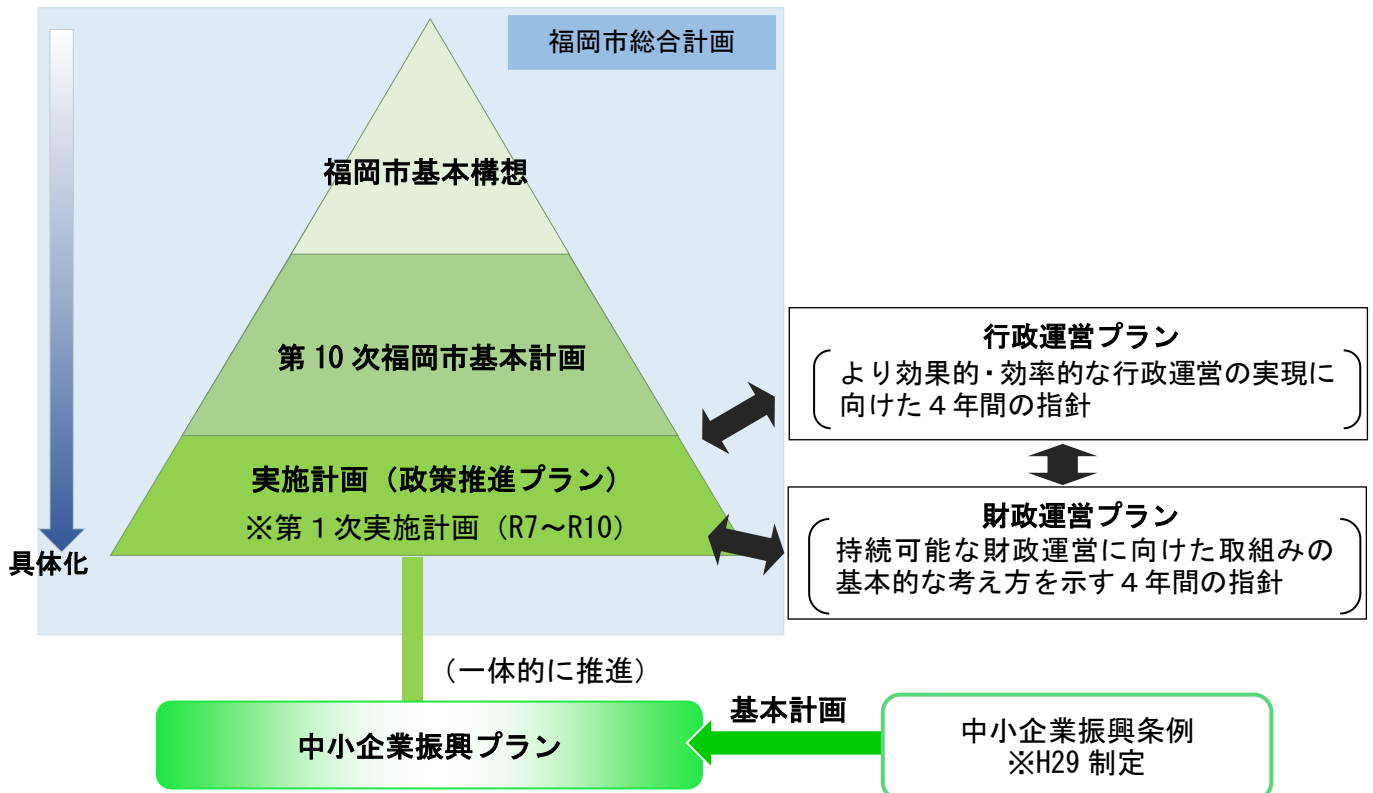 福岡市総合計画
福岡市基本構想
第 10 次福岡市基本計画
実施計画（政策推進プラン）
※第１次実施計画（R7～R10）
具体化
行政運営プラン
より効果的・効率的な行政運営の実現に
向けた４年間の指針
財政運営プラン
持続可能な財政運営に向けた取組みの
基本的な考え方を示す４年間の指針
（一体的に推進）
中小企業振興プラン
基本計画
中小企業振興条例
※H29 制定